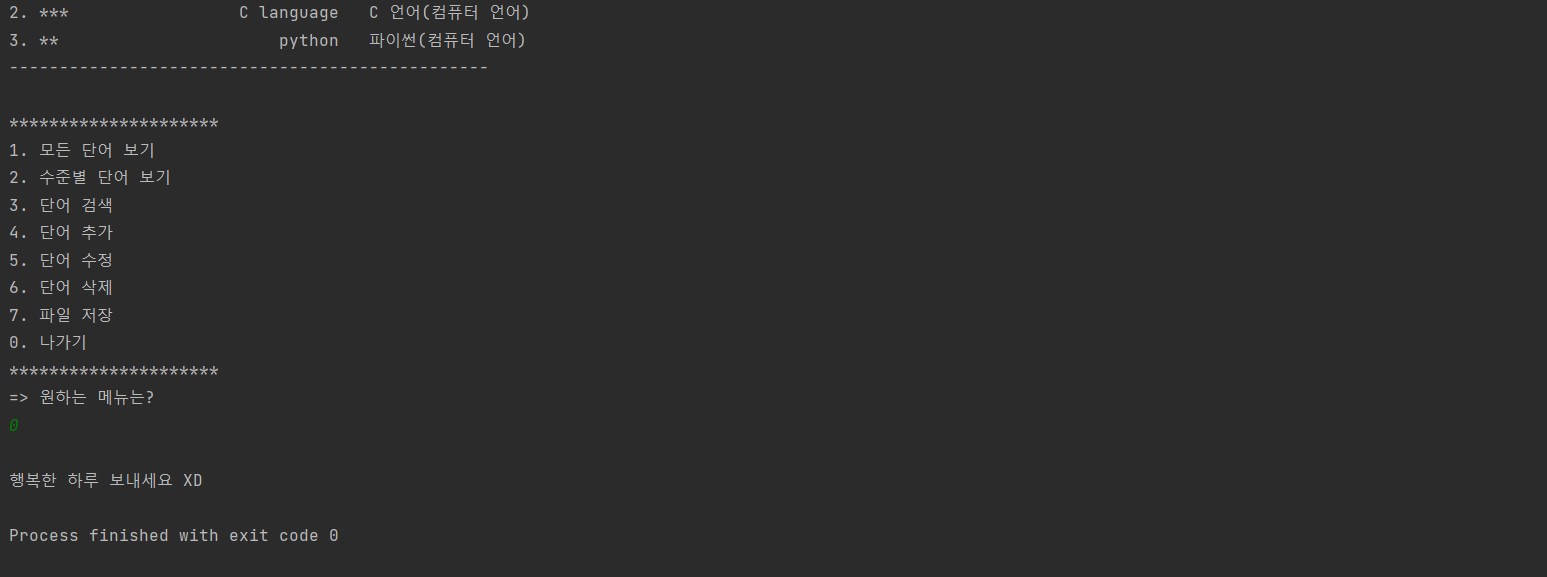 2. ***                 C language   C 언어(컴퓨터 언어)
3. **                      python   파이썬(컴퓨터 언어)
------------------------------------------------
*********************
1. 모든 단어 보기
2. 수준별 단어 보기
3. 단어 검색
4. 단어 추가
5. 단어 수정
6. 단어 삭제
7. 파일 저장
0. 나가기
*********************
=> 원하는 메뉴는?
0
행복한 하루 보내세요 XD
Process finished with exit code 0